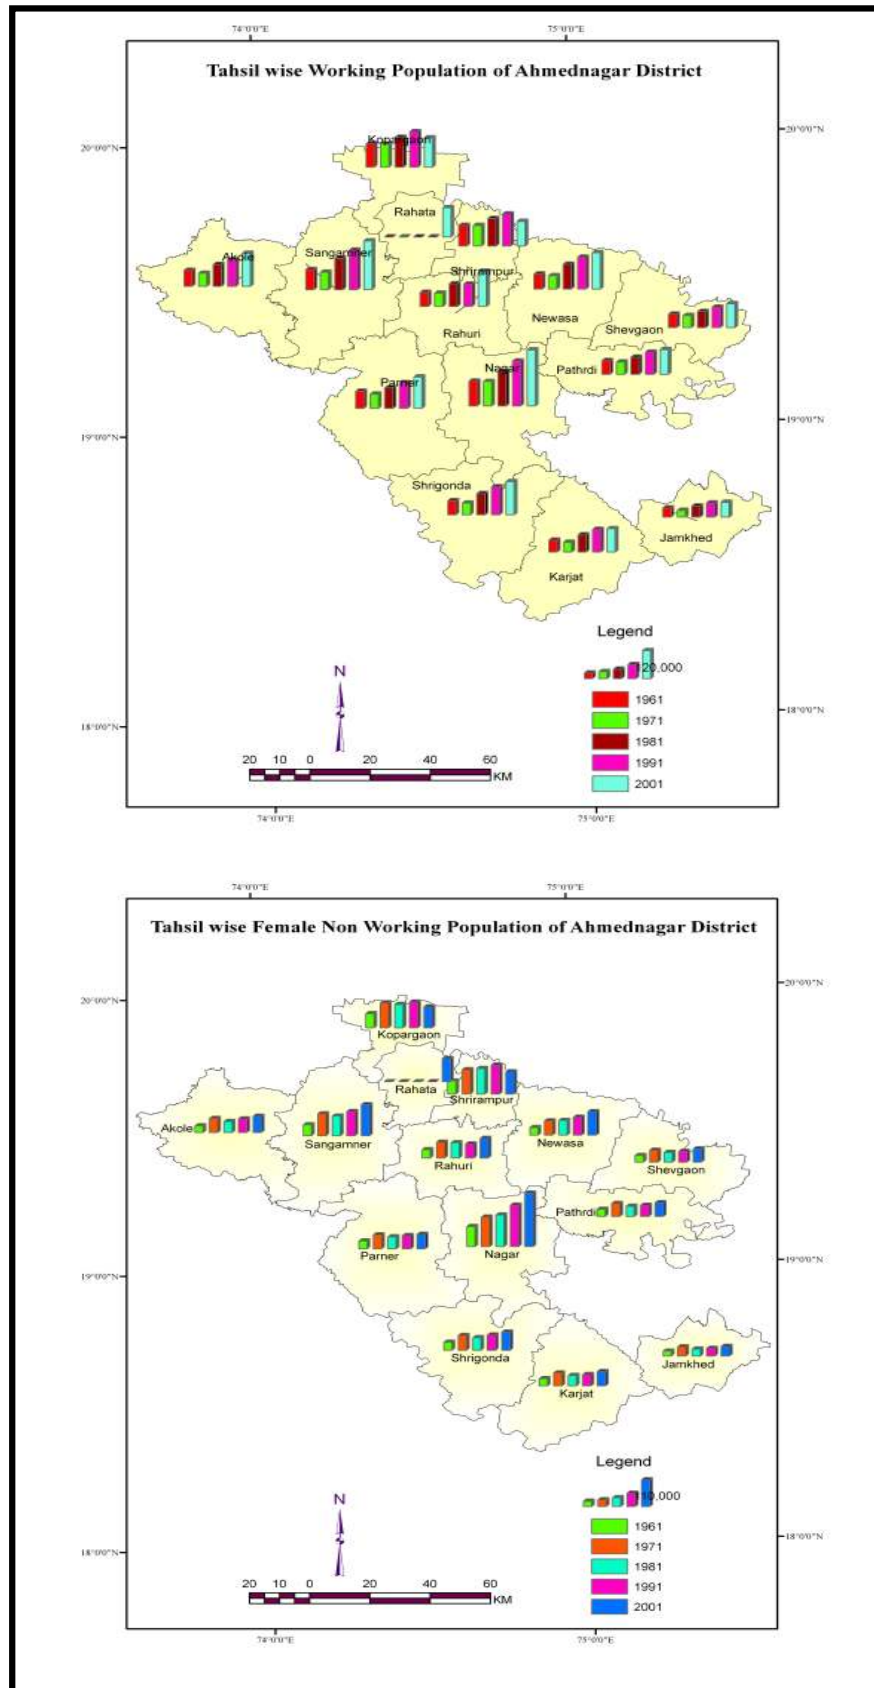 74°0'0"E 75°0'0"E
Tahsil wise Working Population of Ahmednagar District
20°0'0"N 20°0'0"N
Kopargaon
Rahata
Akole Sangamner Shrirampur
Rahuri Newasa Shevgaon
Parner Nagar Pathrdi
19°0'0"N 19°0'0"N
Shrigonda
Karjat Jamkhed
Legend
N
1961
1971
18°0'0"N 18°0'0"N
1981
1991
2001
20 10 0 20 40 60
KM
74°0'0"E 75°0'0"E
74°0'0"E 75°0'0"E
Tahsil wise Female Non Working Population of Ahmednagar District
20°0'0"N 20°0'0"N
Kopargaon
Rahata Shrirampur
Akole Sangamner Newasa
Rahuri Shevgaon
Pathrdi
Parner Nagar
19°0'0"N 19°0'0"N
Shrigonda Jamkhed
Karjat
Legend
N
1961
18°0'0"N 18°0'0"N
1971
1981
1991
2001
20 10 0 20 40 60
KM
74°0'0"E 75°0'0"E